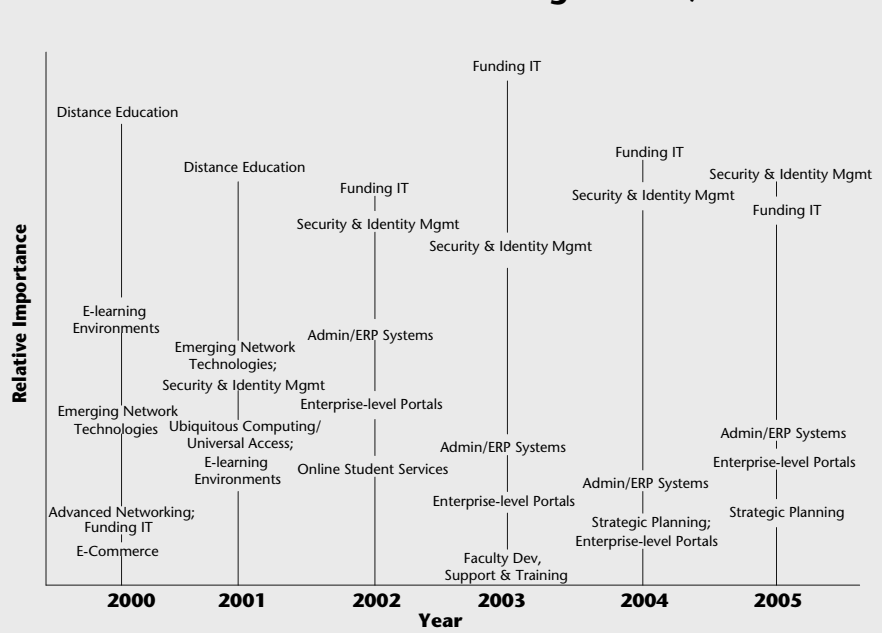 Relative Importance
Distance Education
E-learning
Environments
Emerging Network
Technologies
Advanced Networking;
Funding IT
E-Commerce
Distance Education
Emerging Network
Technologies;
Security & Identity Mgmt
Ubiquitous Computing/
Universal Access;
E-learning
Environments
Funding IT
Security & Identity Mgmt
Admin/ERP Systems
Enterprise-level Portals
Online Student Services
Funding IT
Security & Identity Mgmt
Admin/ERP Systems
Enterprise-level Portals
Faculty Dev,
Support & Training
Funding IT
Security & Identity Mgmt
Admin/ERP Systems
Strategic Planning;
Enterprise-level Portals
Security & Identity Mgmt
Funding IT
Admin/ERP Systems
Enterprise-level Portals
Strategic Planning
2000 2001 2002 2003 2004 2005
Year